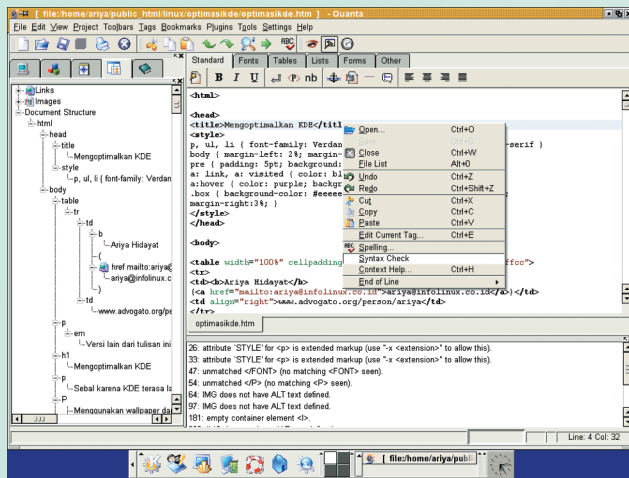 [ file:/home/ariya/public_html/linux/optimasikde/optimasikde.htm ] - Quanta
File Edit View Project Toolbars Tags Bookmarks Plugins Tools Settings Help
Standard Fonts Tables Lists Forms Other
B I U nb
Links
Images
Document Structure
html
head
title
Mengoptimalkan KDE
style
p, ul, li { font-family: Verdan
body
table
tr
td
b
Ariya Hidayat
(
href mailto:ariya@
ariya@infolinux.c
)
td
www.advogato.org/pe
p
em
Versi lain dari tulisan ini
h1
Mengoptimalkan KDE
p
Sebal karena KDE terasa la
P
Menggunakan wallpaper da
<html>
<head>
<title>Mengoptimalkan KDE</titl
<style>
p, ul, li { font-family: Verdan
-serif }
body { margin-left: 2%; margin-
pre { padding: 5pt; background:
a: link, a: visited { color: bl
a:hover { color: purple; backgr
.box { background-color: #eeeee
margin-right:3%; }
</style>
</head>
<body>
<table width="100%" cellpadding
ffcc">
<tr>
<td><b>Ariya Hidayat</b>
(<a href="mailto:ariya@infolinux.co.id">ariya@infolinux.co.id</a>)</td>
<td align="right">www.advogato.org/person/ariya</td>
</tr>
Open... Ctrl+O
Save Ctrl+S
Close Ctrl+W
File List Alt+0
Undo Ctrl+Z
Redo Ctrl+Shift+Z
Cut Ctrl+X
Copy Ctrl+C
Paste Ctrl+V
Edit Current Tag... Ctrl+E
Spelling...
Syntax Check
Context Help... Ctrl+H
End of Line
optimasikde.htm
26: attribute `STYLE' for <p> is extended markup (use "-x <extension>" to allow this).
33: attribute `STYLE' for <p> is extended markup (use "-x <extension>" to allow this).
47: unmatched </FONT> (no matching <FONT> seen).
54: unmatched </P> (no matching <P> seen).
64: IMG does not have ALT text defined.
97: IMG does not have ALT text defined.
181: empty container element <I>.
Line: 4 Col: 32
[ file:/home/ariya/publi